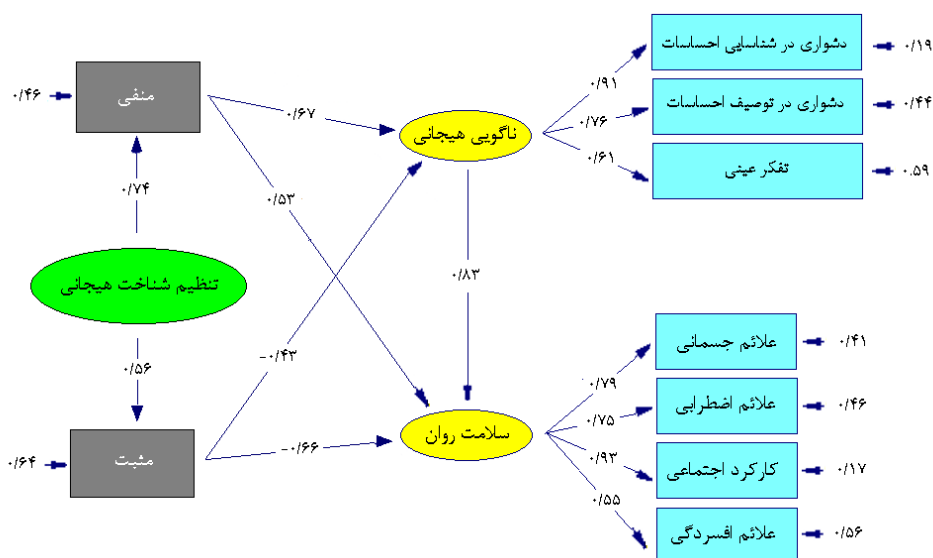 دشواری در شناسایی احساسات
۰/۱۹
۰/۹۱
منفی
۰/۴۶
۰/۶۷
ناگویی هیجانی
۰/۷۶
دشواری در توصیف احساسات
۰/۴۴
۰/۶۱
تفکر عینی
۰.۵۹
۰/۷۴
۰/۵۳
تنظیم شناخت هیجانی
۰/۸۳
۰/۵۶
-۰/۴۳
علائم جسمانی
۰/۴۱
۰/۷۹
علائم اضطرابی
۰/۴۶
۰/۷۵
مثبت
۰/۶۴
-۰/۶۶
سلامت روان
۰/۹۳
کارکرد اجتماعی
۰/۱۷
۰/۵۵
علائم افسردگی
۰/۵۶